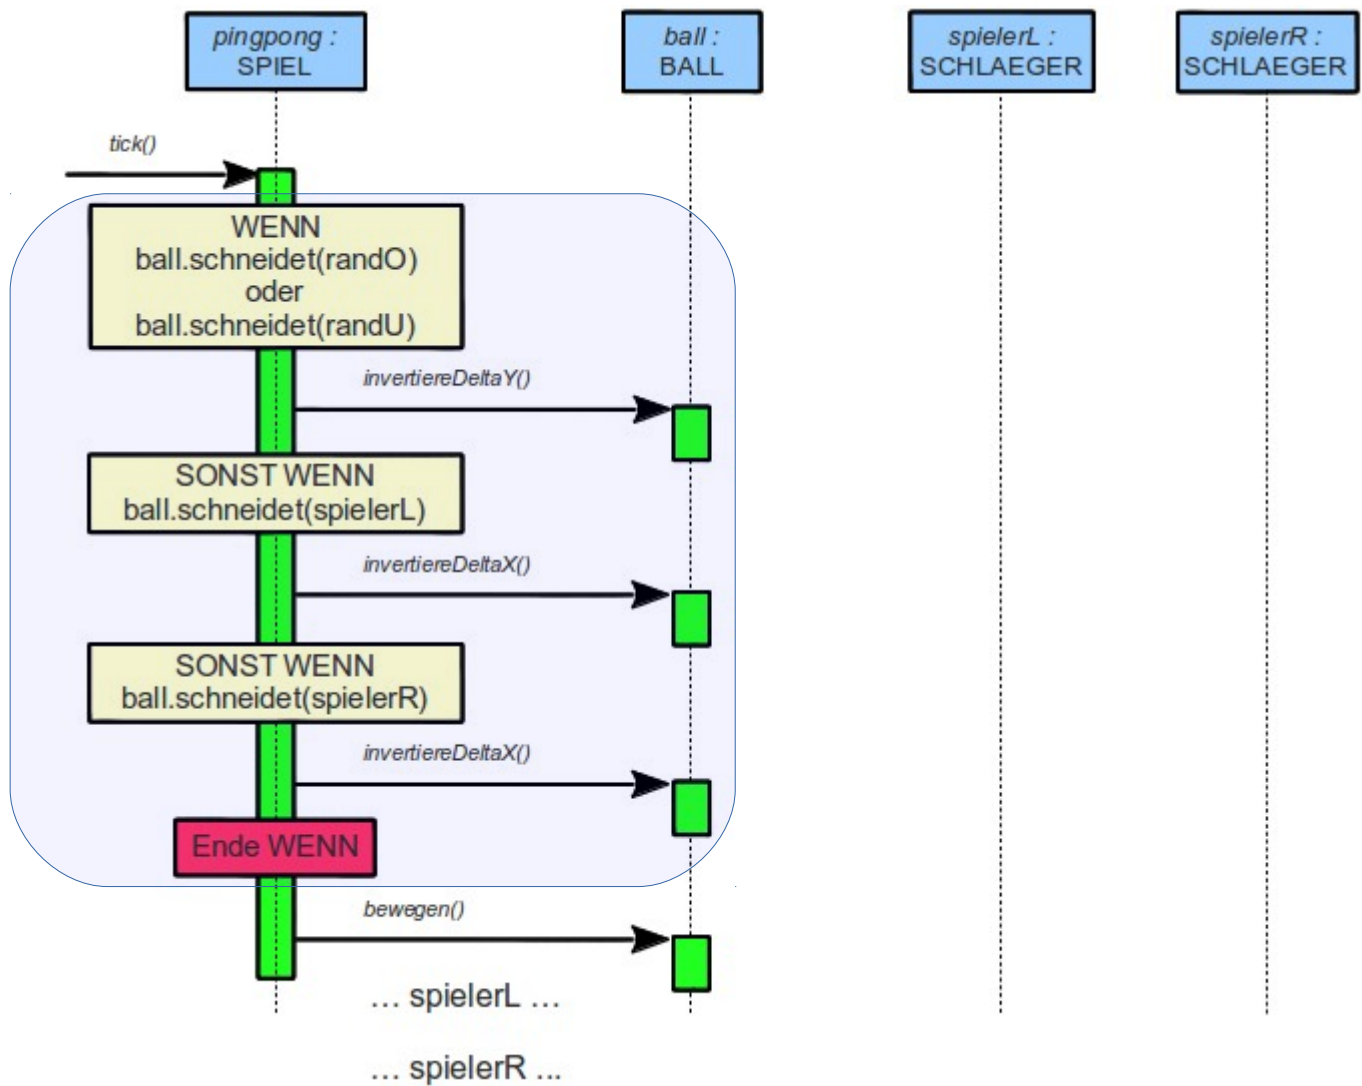 pingpong :
SPIEL
ball :
BALL
spielerL :
SCHLAEGER
spielerR :
SCHLAEGER
tick()
WENN
ball.schneidet(randO)
oder
ball.schneidet(randU)
invertiereDeltaY()
SONST WENN
ball.schneidet(spielerL)
invertiereDeltaX()
SONST WENN
ball.schneidet(spielerR)
invertiereDeltaX()
Ende WENN
bewegen()
... spielerL ...
... spielerR ...